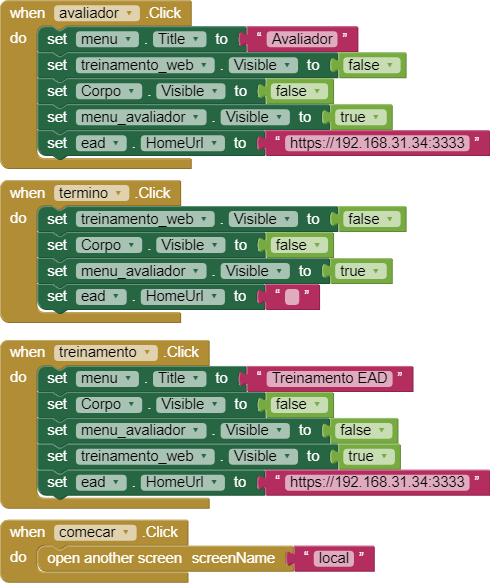 when avaliador .Click
do set menu . Title to " Avaliador "
set treinamento_web . Visible to false
set Corpo . Visible to false
set menu_avaliador . Visible to true
set ead . HomeUrl to " https://192.168.31.34:3333
when termino .Click
do set treinamento_web . Visible to false
set Corpo . Visible to false
set menu_avaliador . Visible to true
set ead . HomeUrl to " "
when treinamento .Click
do set menu . Title to " Treinamento EAD "
set Corpo . Visible to false
set menu_avaliador . Visible to false
set treinamento_web . Visible to true
set ead . HomeUrl to " https://192.168.31.34:3333
when comecar .Click
do open another screen screenName " local "